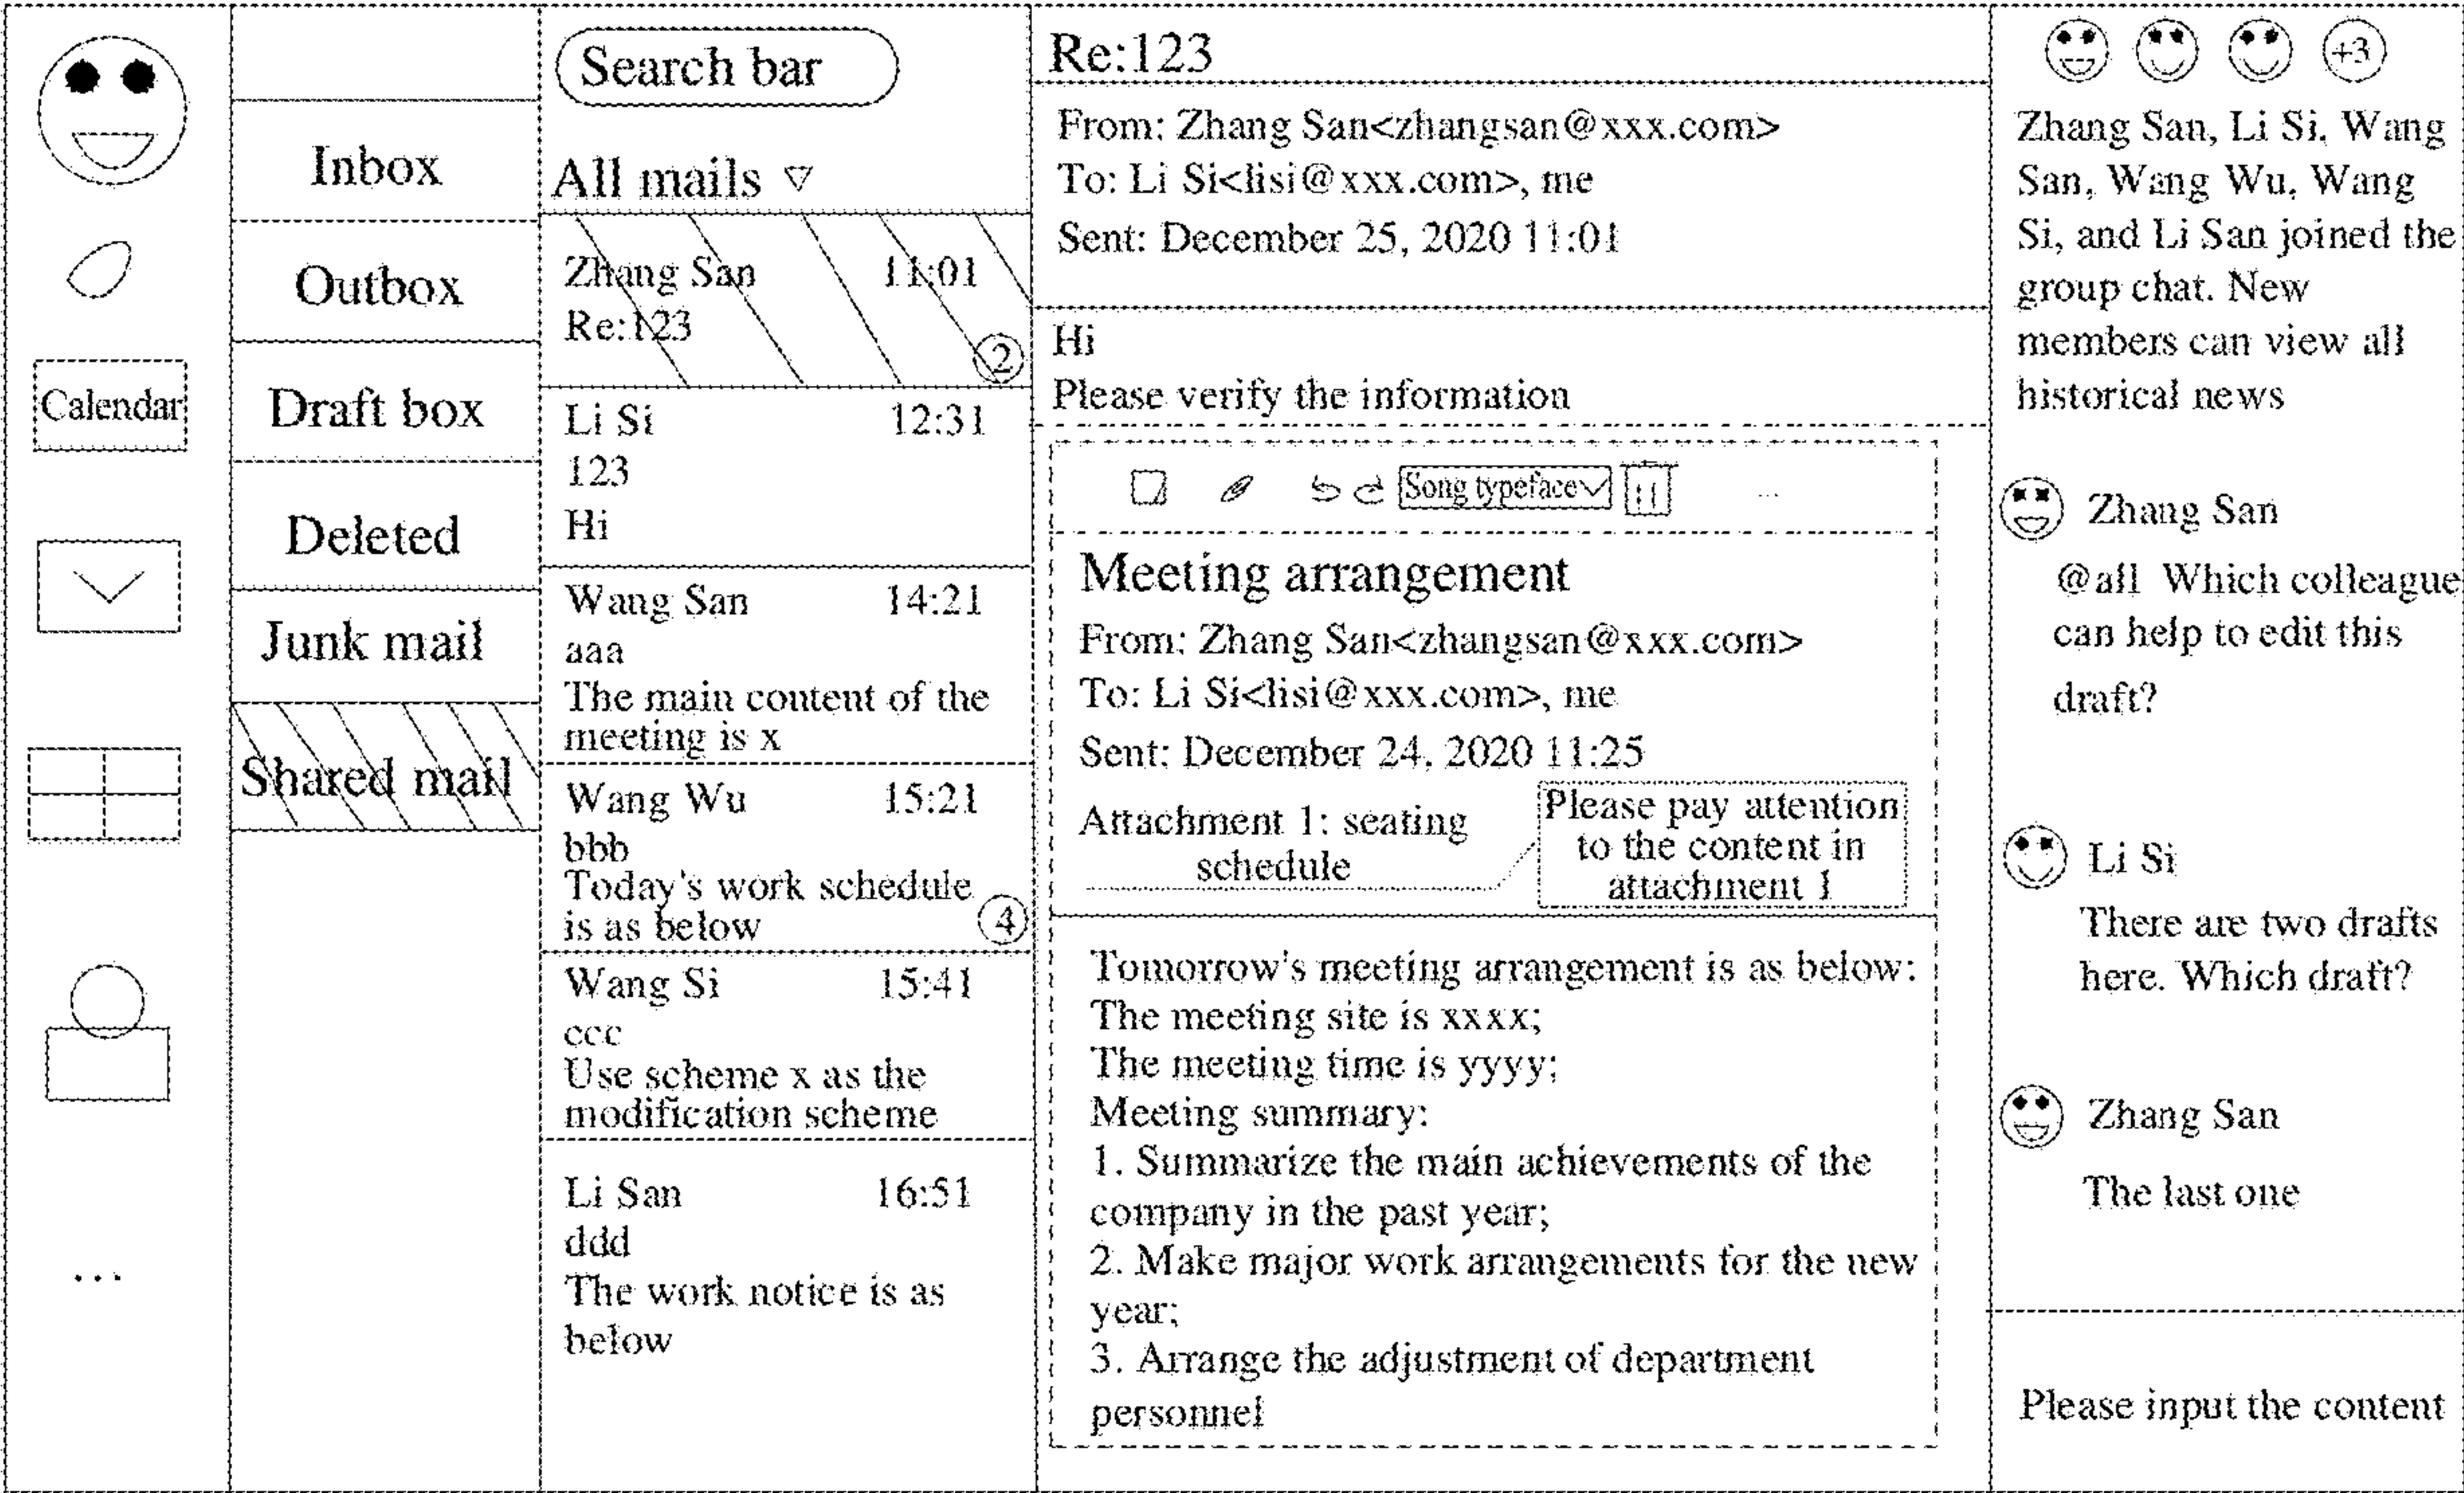 Calendar
...
Inbox
Outbox
Draft box
Deleted
Junk mail
Shared mail
Search bar
All mails
Zhang San 11:01
Re:123
2
Li Si 12:31
123
Hi
Wang San 14:21
aaa
The main content of the
meeting is x
Wang Wu 15:21
bbb
Today's work schedule
is as below
4
Wang Si 15:41
ccc
Use scheme x as the
modification scheme
Li San 16:51
ddd
The work notice is as
below
Re:123
From: Zhang San<zhangsan@xxx.com>
To: Li Si<lisi@xxx.com>, me
Sent: December 25, 2020 11:01
Hi
Please verify the information
Song typeface
...
Meeting arrangement
From: Zhang San<zhangsan@xxx.com>
To: Li Si<lisi@xxx.com>, me
Sent: December 24, 2020 11:25
Attachment 1: seating
schedule
Please pay attention
to the content in
attachment 1
Tomorrow's meeting arrangement is as below:
The meeting site is xxxx;
The meeting time is yyyy;
Meeting summary:
1. Summarize the main achievements of the
company in the past year;
2. Make major work arrangements for the new
year;
3. Arrange the adjustment of department
personnel
+3
Zhang San, Li Si, Wang
San, Wang Wu, Wang
Si, and Li San joined the
group chat. New
members can view all
historical news
Zhang San
@all Which colleague
can help to edit this
draft?
Li Si
There are two drafts
here. Which draft?
Zhang San
The last one
Please input the content